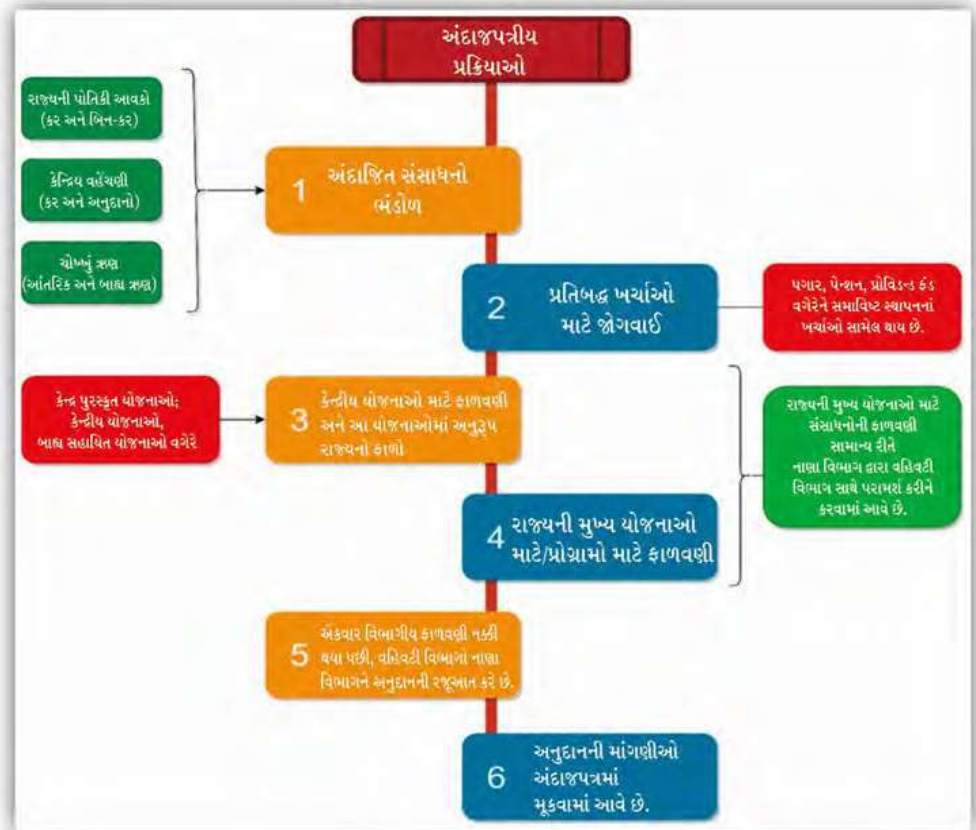 અંદાજપત્રીય
પ્રક્રિયાઓ
રાજ્યની પોતિકી આવકો
(કર અને બિન-કર)
કેન્દ્રિય વહેંચણી
(કર અને અનુદાનો)
ચોખ્ખું ઋણ
(આંતરિક અને બાહ્ય ઋણ)
1
અંદાજિત સંસાધનો
ભંડોળ
2
પ્રતિબદ્ધ ખર્ચાઓ
માટે જોગવાઈ
પગાર, પેન્શન, પ્રોવિડન્ડ ફંડ
વગેરેને સમાવિષ્ટ સ્થાપનનાં
ખર્ચાઓ સામેલ થાય છે.
કેન્દ્ર પુરસ્કૃત યોજનાઓ;
કેન્દ્રીય યોજનાઓ,
બાહ્ય સહાયિત યોજનાઓ વગેરે
3
કેન્દ્રીય યોજનાઓ માટે ફાળવણી
અને આ યોજનાઓમાં અનુરૂપ
રાજ્યનો ફાળો
રાજ્યની મુખ્ય યોજનાઓ માટે
સંસાધનોની ફાળવણી
સામાન્ય રીતે
નાણા વિભાગ દ્વારા વહિવટી
વિભાગ સાથે પરામર્શ કરીને
કરવામાં આવે છે.
4
રાજ્યની મુખ્ય યોજનાઓ
માટે/પ્રોગ્રામો માટે ફાળવણી
5
એકવાર વિભાગીય ફાળવણી નક્કી
થયા પછી, વહિવટી વિભાગો નાણા
વિભાગને અનુદાનની રજૂઆત કરે છે.
6
અનુદાનની માંગણીઓ
અંદાજપત્રમાં
મૂકવામાં આવે છે.